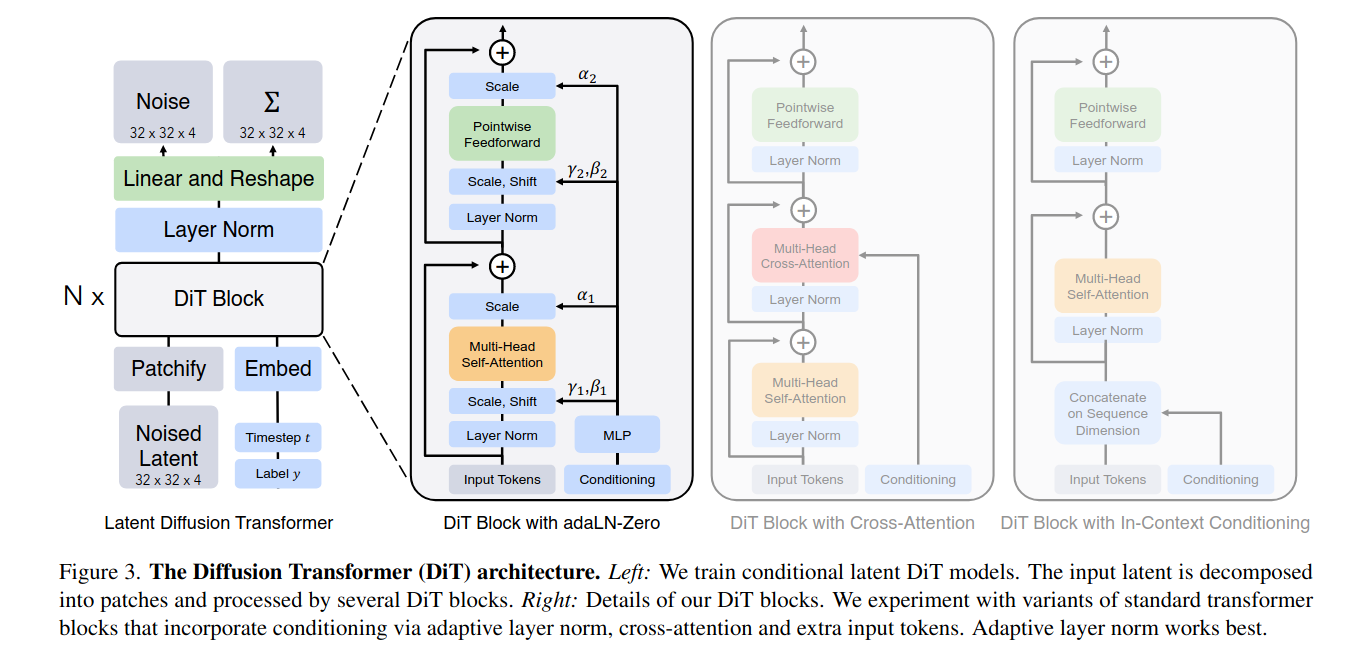 Noise
32 x 32 x 4
Σ
32 x 32 x 4
Linear and Reshape
Layer Norm
N x
DiT Block
Patchify
Embed
Noised
Latent
32 x 32 x 4
Timestep t
Label y
Latent Diffusion Transformer
+
Scale
α₂
Pointwise
Feedforward
γ₂,β₂
Scale, Shift
Layer Norm
+
Scale
α₁
Multi-Head
Self-Attention
γ₁,β₁
Scale, Shift
Layer Norm
MLP
Input Tokens
Conditioning
DiT Block with adaLN-Zero
+
Pointwise
Feedforward
Layer Norm
+
Multi-Head
Cross-Attention
Layer Norm
+
Multi-Head
Self-Attention
Layer Norm
Input Tokens
Conditioning
DiT Block with Cross-Attention
+
Pointwise
Feedforward
Layer Norm
+
Multi-Head
Self-Attention
Layer Norm
Concatenate
on Sequence
Dimension
Input Tokens
Conditioning
DiT Block with In-Context Conditioning
Figure 3. The Diffusion Transformer (DiT) architecture. Left: We train conditional latent DiT models. The input latent is decomposed
into patches and processed by several DiT blocks. Right: Details of our DiT blocks. We experiment with variants of standard transformer
blocks that incorporate conditioning via adaptive layer norm, cross-attention and extra input tokens. Adaptive layer norm works best.